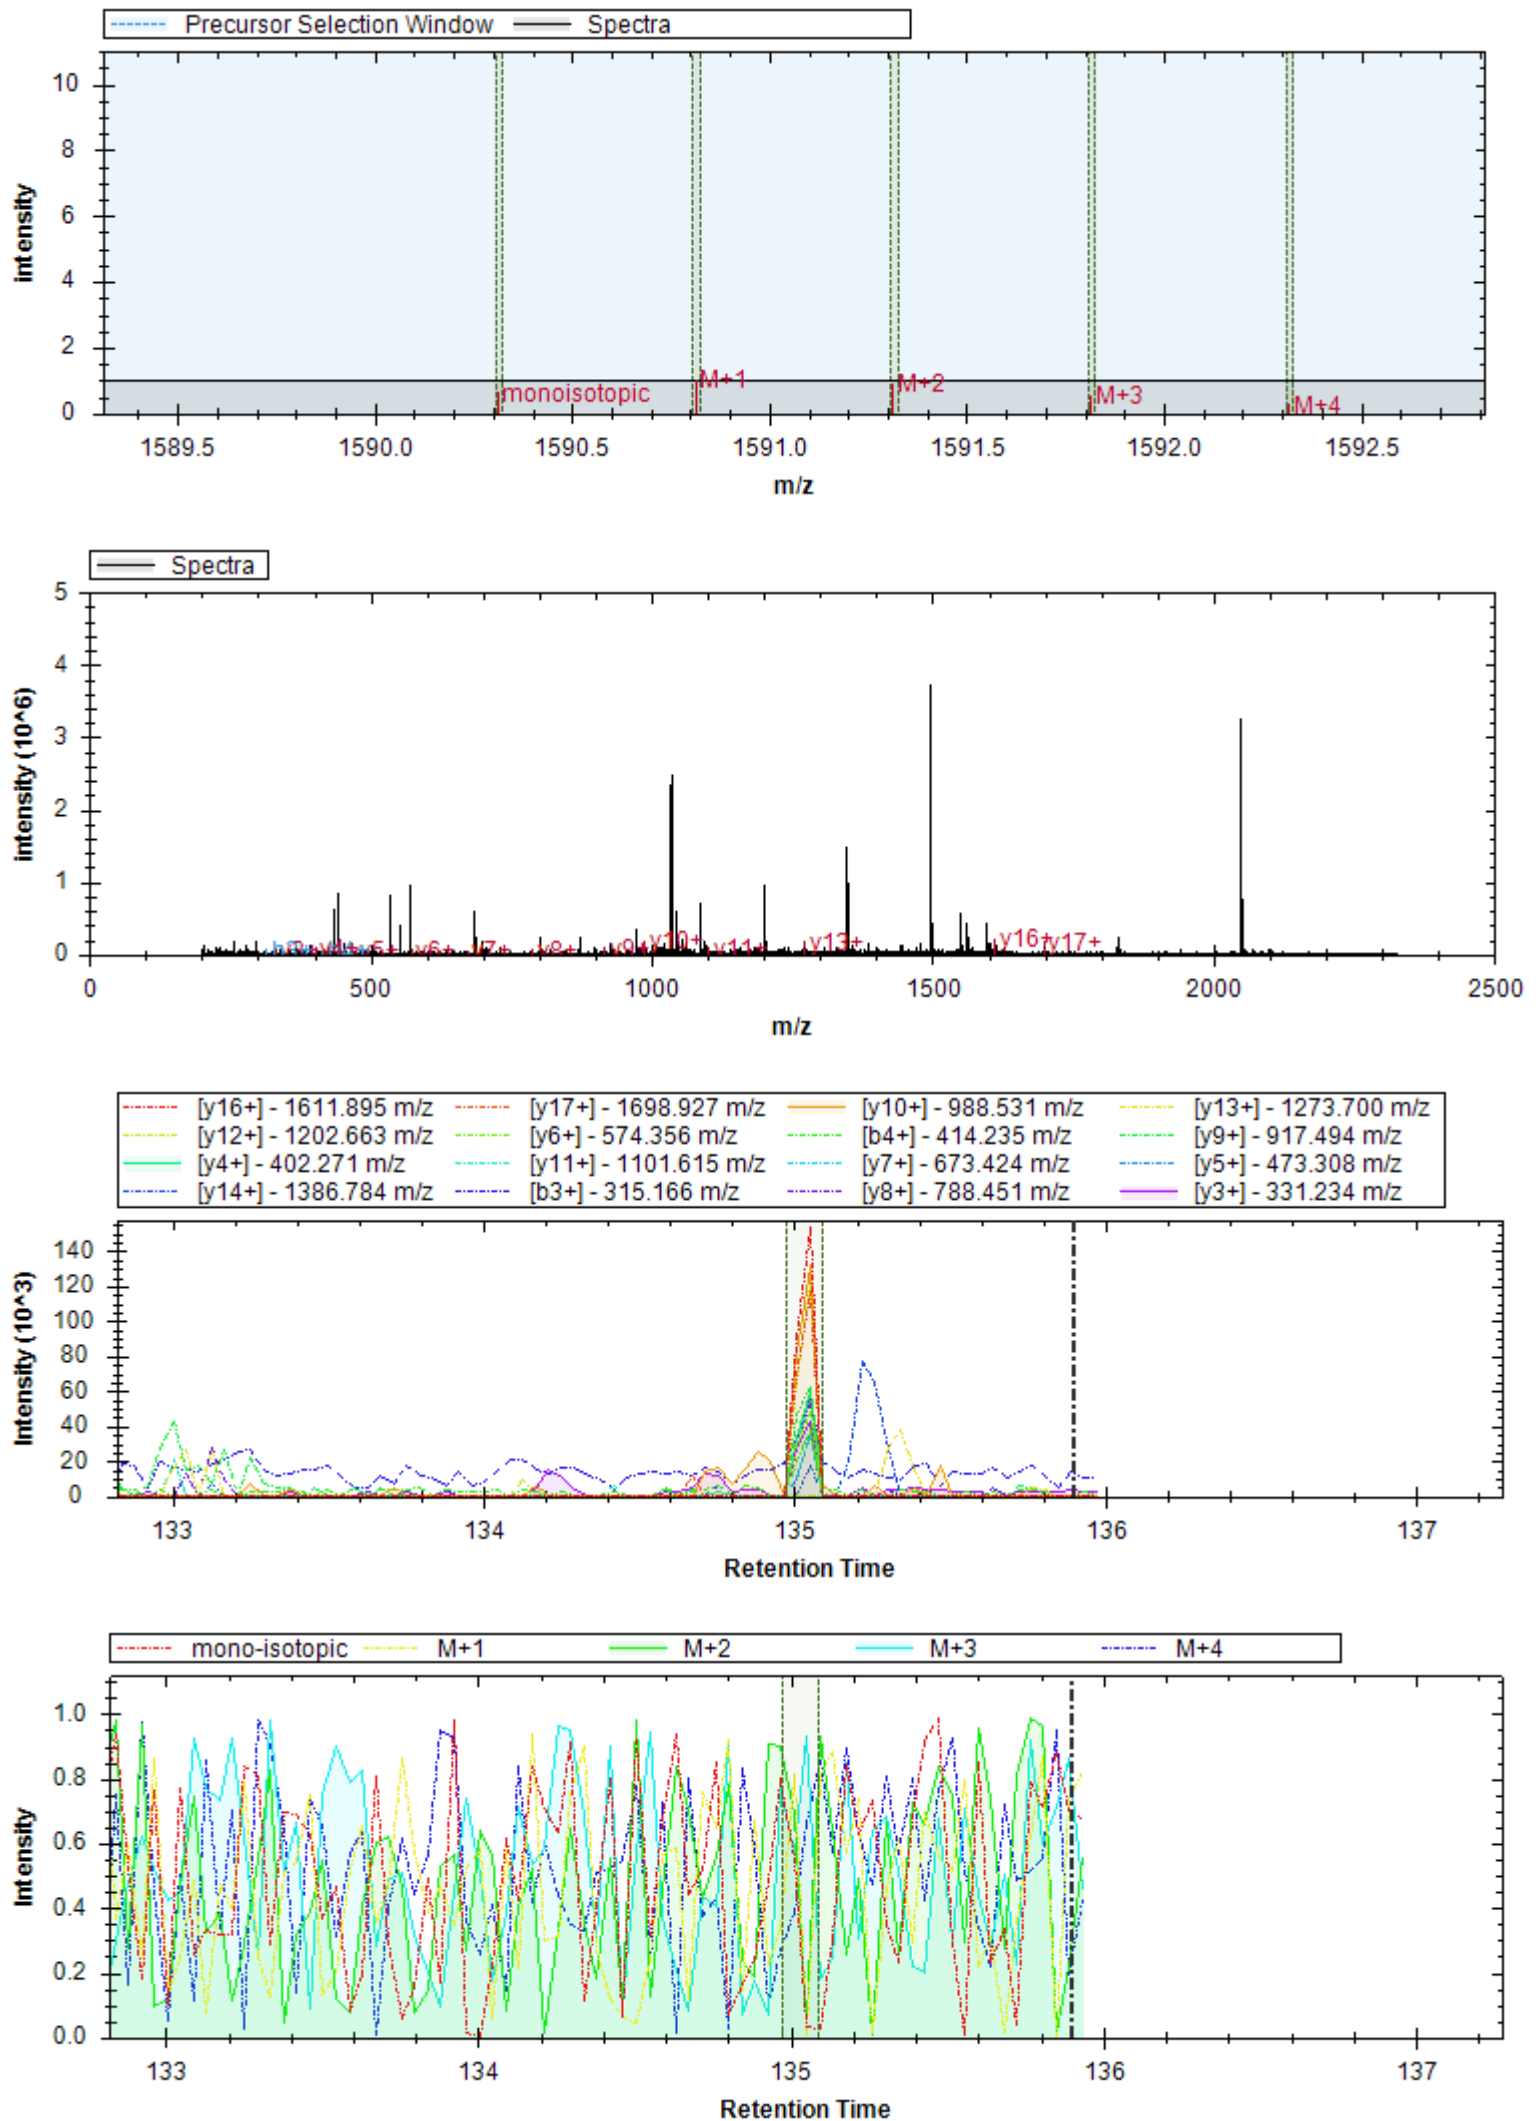 Precursor Selection Window Spectra
intensity
10
8
6
4
2
0
monoisotopic M+1 M+2 M+3 M+4
1589.5 1590.0 1590.5 1591.0 1591.5 1592.0 1592.5
m/z
Spectra
intensity (10^6)
5
4
3
2
1
0
y6+ y8+ y10+ y11+ y13+ y16+ y17+
0 500 1000 1500 2000 2500
m/z
[y16+] - 1611.895 m/z [y17+] - 1698.927 m/z [y10+] - 988.531 m/z [y13+] - 1273.700 m/z
[y12+] - 1202.663 m/z [y6+] - 574.356 m/z [b4+] - 414.235 m/z [y9+] - 917.494 m/z
[y4+] - 402.271 m/z [y11+] - 1101.615 m/z [y7+] - 673.424 m/z [y5+] - 473.308 m/z
[y14+] - 1386.784 m/z [b3+] - 315.166 m/z [y8+] - 788.451 m/z [y3+] - 331.234 m/z
Intensity (10^3)
140
120
100
80
60
40
20
0
133 134 135 136 137
Retention Time
mono-isotopic M+1 M+2 M+3 M+4
Intensity
1.0
0.8
0.6
0.4
0.2
0.0
133 134 135 136 137
Retention Time